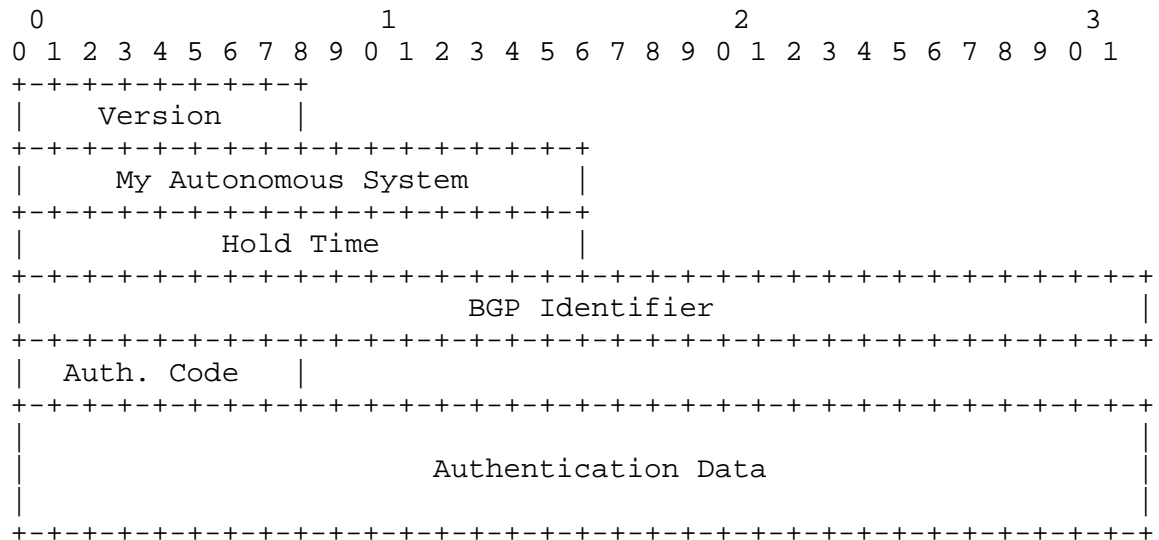 0                   1                   2                   3
0 1 2 3 4 5 6 7 8 9 0 1 2 3 4 5 6 7 8 9 0 1 2 3 4 5 6 7 8 9 0 1
+-+-+-+-+-+-+-+-+
|    Version    |
+-+-+-+-+-+-+-+-+-+-+-+-+-+-+-+-+
|     My Autonomous System      |
+-+-+-+-+-+-+-+-+-+-+-+-+-+-+-+-+
|           Hold Time           |
+-+-+-+-+-+-+-+-+-+-+-+-+-+-+-+-+-+-+-+-+-+-+-+-+-+-+-+-+-+-+-+-+
|                         BGP Identifier                        |
+-+-+-+-+-+-+-+-+-+-+-+-+-+-+-+-+-+-+-+-+-+-+-+-+-+-+-+-+-+-+-+-+
|  Auth. Code   |
+-+-+-+-+-+-+-+-+-+-+-+-+-+-+-+-+-+-+-+-+-+-+-+-+-+-+-+-+-+-+-+-+
|                                                               |
|                       Authentication Data                     |
|                                                               |
+-+-+-+-+-+-+-+-+-+-+-+-+-+-+-+-+-+-+-+-+-+-+-+-+-+-+-+-+-+-+-+-+